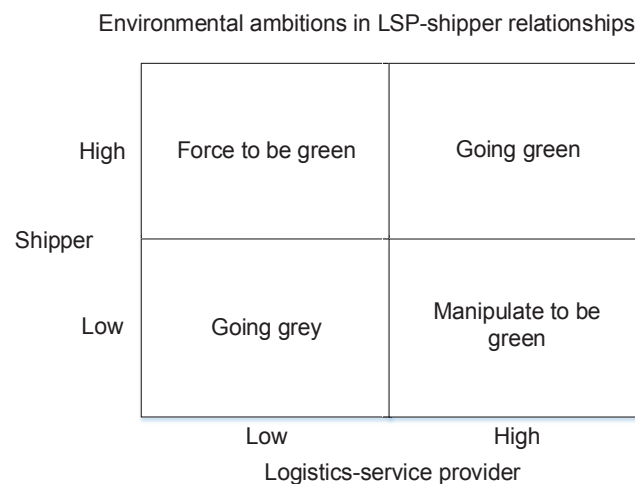 Environmental ambitions in LSP-shipper relationships
High
Force to be green
Going green
Shipper
Low
Going grey
Manipulate to be
green
Low
High
Logistics-service provider